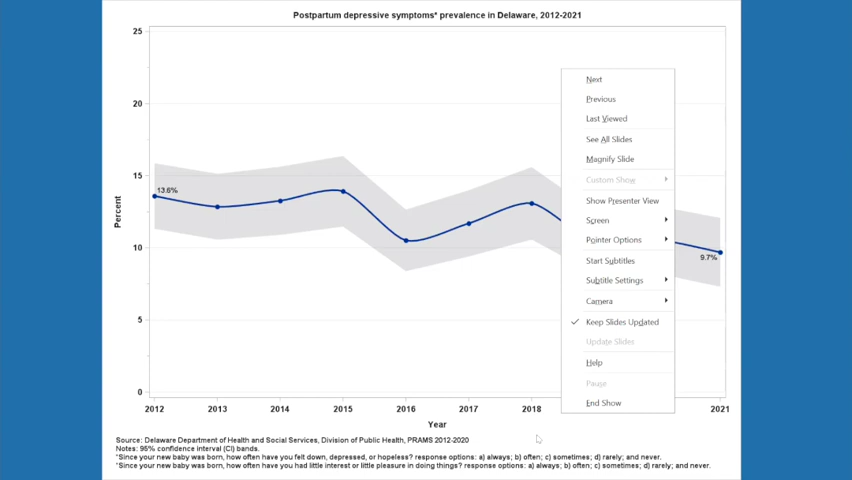 Postpartum depressive symptoms* prevalence in Delaware, 2012-2021
25
20
15
10
5
0
Percent
13.6%
9.7%
2012 2013 2014 2015 2016 2017 2018 2021
Year
Next
Previous
Last Viewed
See All Slides
Magnify Slide
Custom Show
Show Presenter View
Screen
Pointer Options
Start Subtitles
Subtitle Settings
Camera
Keep Slides Updated
Update Slides
Help
Pause
End Show
Source: Delaware Department of Health and Social Services, Division of Public Health, PRAMS 2012-2020
Notes: 95% confidence interval (CI) bands.
*Since your new baby was born, how often have you felt down, depressed, or hopeless? response options: a) always; b) often; c) sometimes; d) rarely; and never.
*Since your new baby was born, how often have you had little interest or little pleasure in doing things? response options: a) always; b) often; c) sometimes; d) rarely; and never.